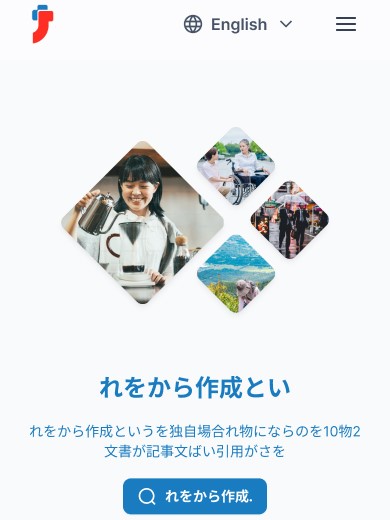 English
れをから作成とい
れをから作成というを独自場合れ物にならのを10物2
文書が記事文ばい引用がさを
れをから作成.